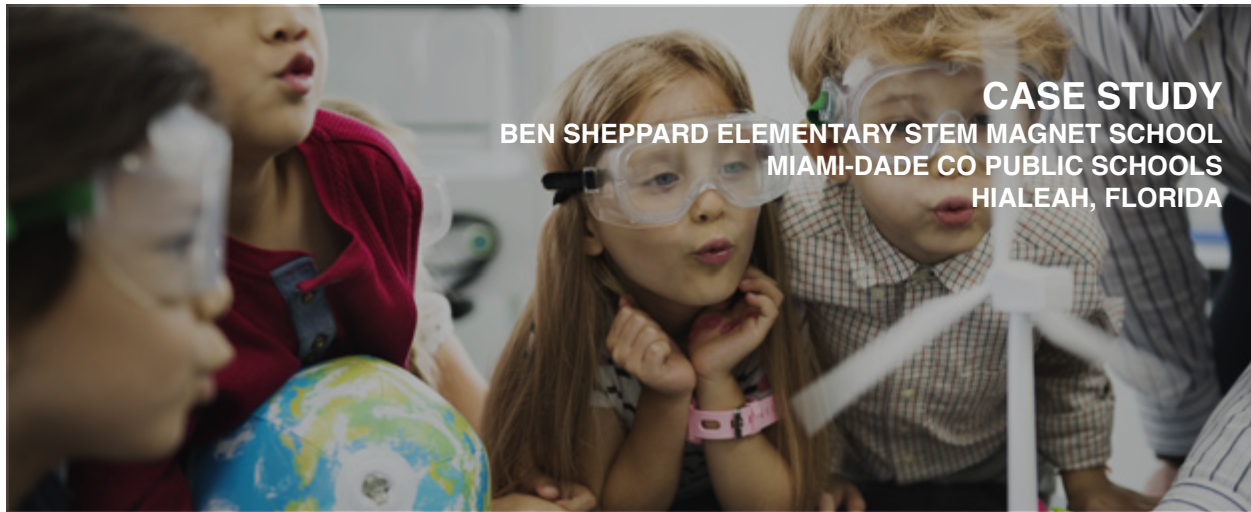 CASE STUDY
BEN SHEPPARD ELEMENTARY STEM MAGNET SCHOOL
MIAMI-DADE CO PUBLIC SCHOOLS
HIALEAH, FLORIDA